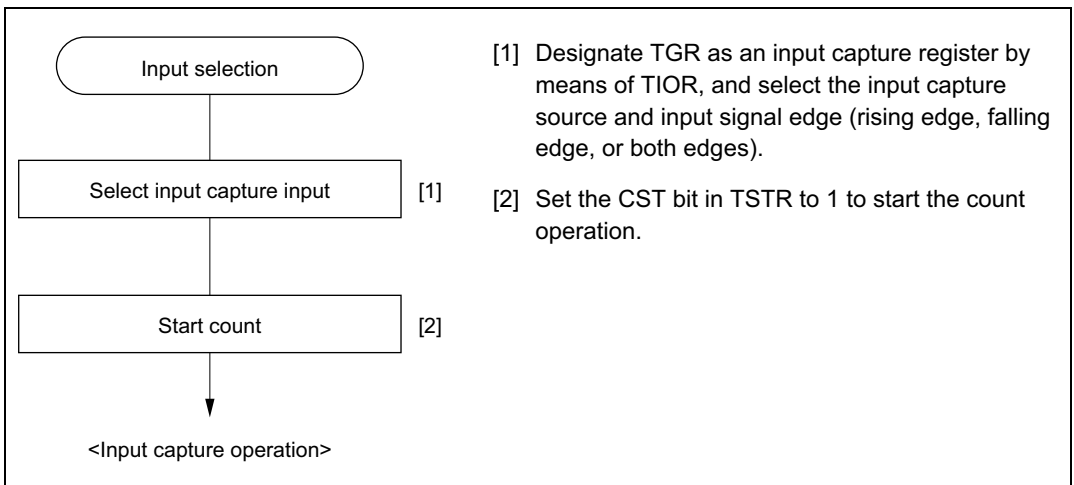 Input selection
Select input capture input
[1]
Start count
[2]
<Input capture operation>
[1] Designate TGR as an input capture register by
means of TIOR, and select the input capture
source and input signal edge (rising edge, falling
edge, or both edges).
[2] Set the CST bit in TSTR to 1 to start the count
operation.